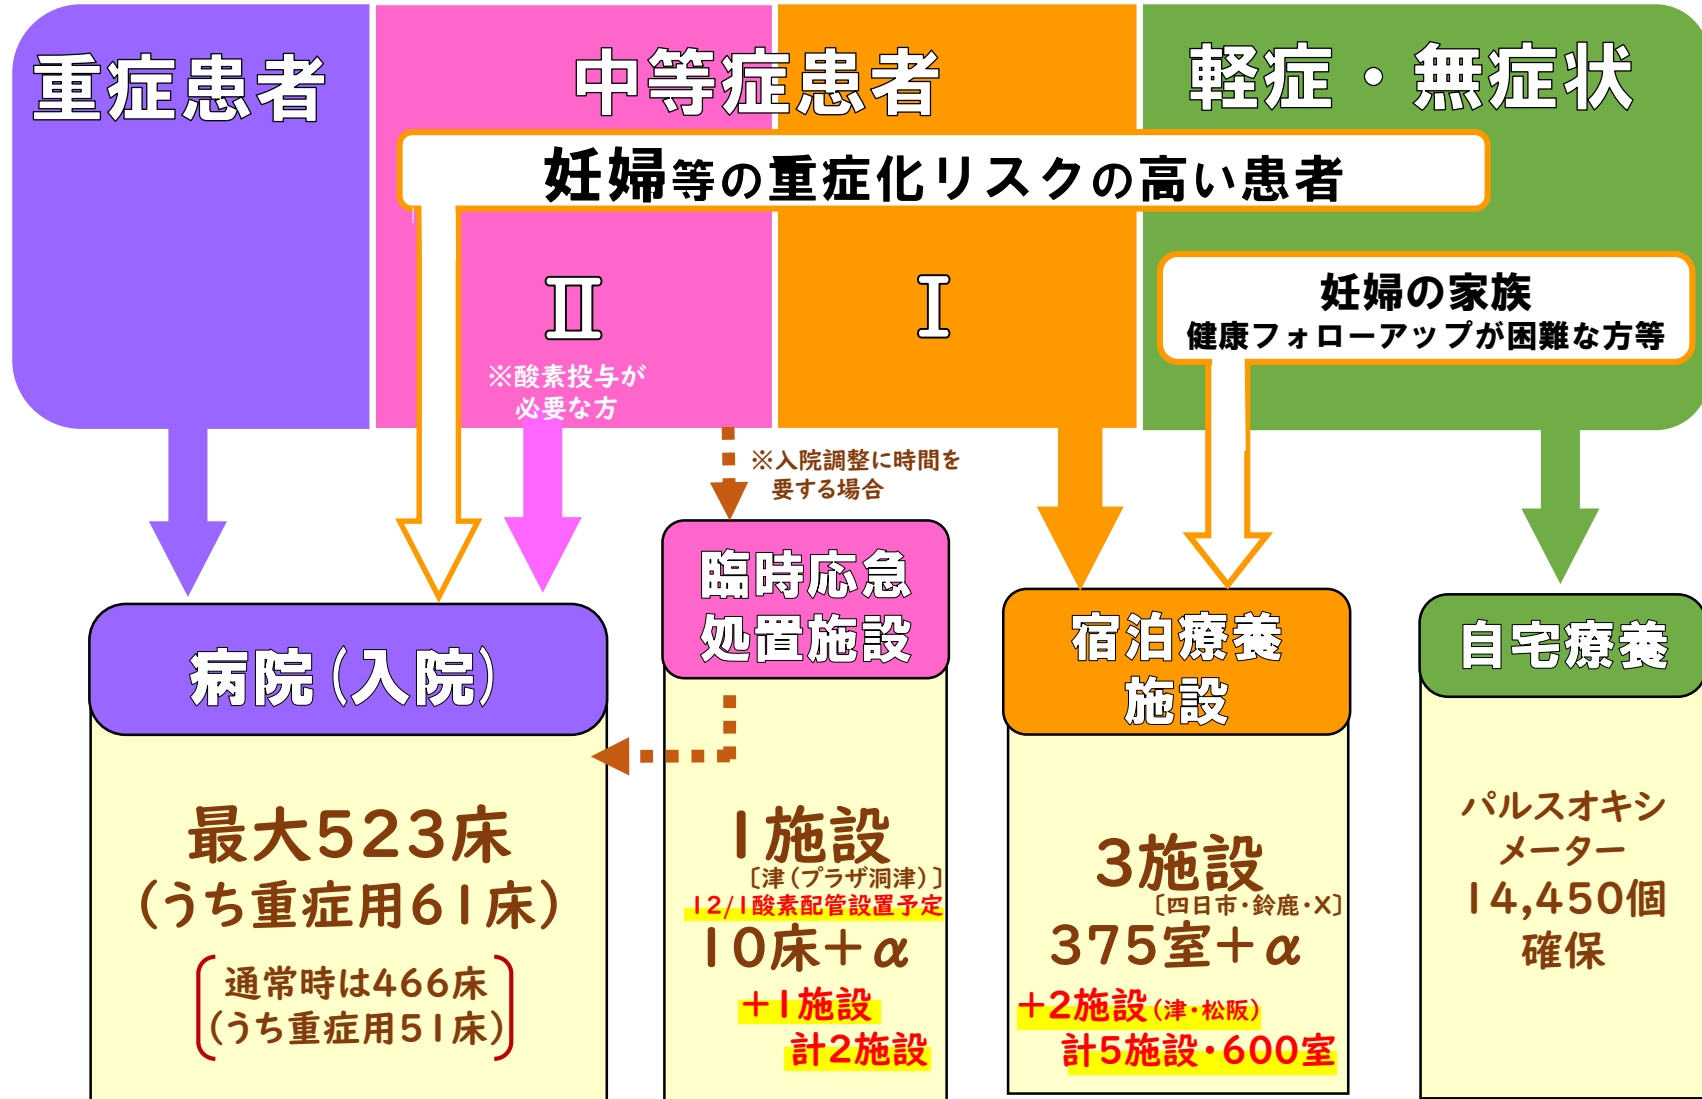 重症患者
中等症患者
軽症・無症状
妊婦等の重症化リスクの高い患者
Ⅱ
Ⅰ
妊婦の家族
健康フォローアップが困難な方等
※酸素投与が
必要な方
※入院調整に時間を
要する場合
病院(入院)
最大523床
(うち重症用61床)
通常時は466床
(うち重症用51床)
臨時応急
処置施設
1施設
〔津(プラザ洞津)〕
12/1酸素配管設置予定
10床+α
+1施設
計2施設
宿泊療養
施設
3施設
〔四日市・鈴鹿・X〕
375室+α
+2施設(津・松阪)
計5施設・600室
自宅療養
パルスオキシ
メーター
14,450個
確保